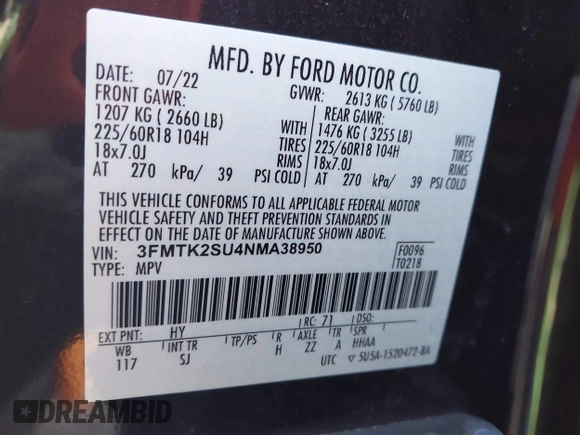 MFD. BY FORD MOTOR CO.
DATE: 07/22 GVWR: 2613 KG ( 5760 LB)
FRONT GAWR: REAR GAWR:
1207 KG ( 2660 LB) WITH 1476 KG ( 3255 LB) WITH
225/60R18 104H TIRES 225/60R18 104H TIRES
18x7.0J RIMS 18x7.0J RIMS
AT 270 kPa/ 39 PSI COLD AT 270 kPa/ 39 PSI COLD
THIS VEHICLE CONFORMS TO ALL APPLICABLE FEDERAL MOTOR
VEHICLE SAFETY AND THEFT PREVENTION STANDARDS IN
EFFECT ON THE DATE OF MANUFACTURE SHOWN ABOVE.
VIN: 3FMTK2SU4NMA38950 F0096
TYPE: MPV T0218
EXT PNT: HY RC: 71 DSO:
WB INT TR TP/PS R AXLE TR SPR
117 SJ H ZZ A HHAA
UTC ▽ 5U5A-1520472-BA
DREAMBID